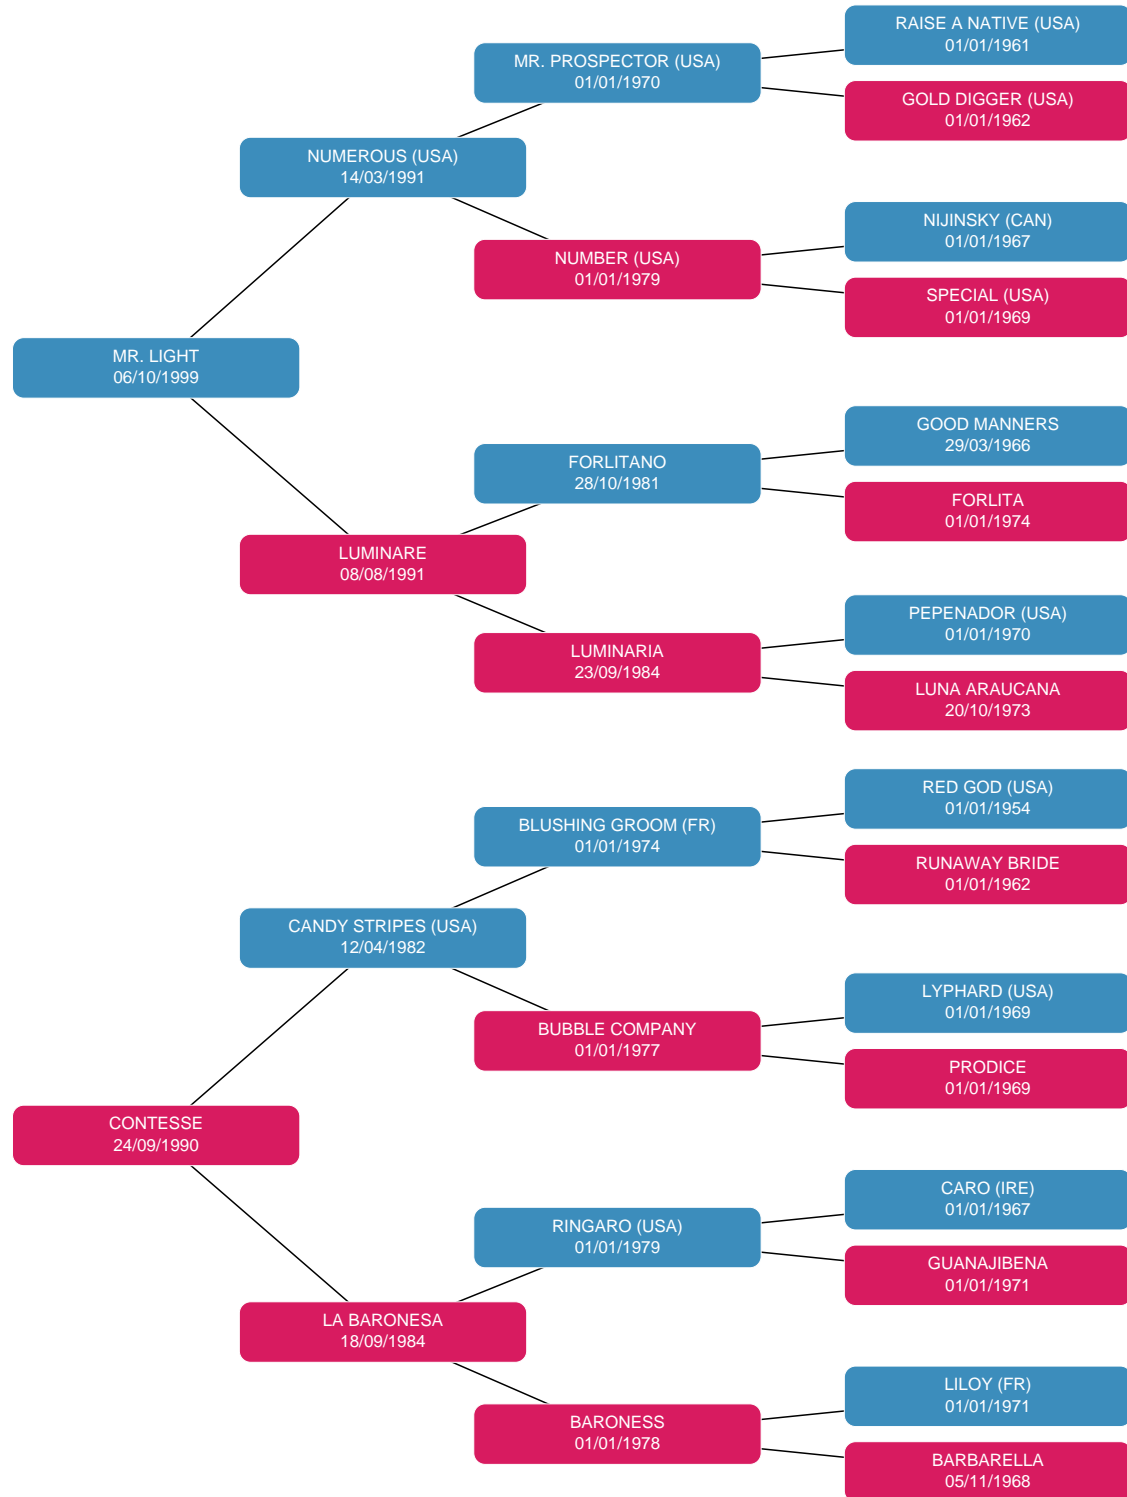 RAISE A NATIVE (USA)
01/01/1961
MR. PROSPECTOR (USA)
01/01/1970
GOLD DIGGER (USA)
01/01/1962
NUMEROUS (USA)
14/03/1991
NIJINSKY (CAN)
01/01/1967
NUMBER (USA)
01/01/1979
SPECIAL (USA)
01/01/1969
MR. LIGHT
06/10/1999
GOOD MANNERS
29/03/1966
FORLITANO
28/10/1981
FORLITA
01/01/1974
LUMINARE
08/08/1991
PEPENADOR (USA)
01/01/1970
LUMINARIA
23/09/1984
LUNA ARAUCANA
20/10/1973
RED GOD (USA)
01/01/1954
BLUSHING GROOM (FR)
01/01/1974
RUNAWAY BRIDE
01/01/1962
CANDY STRIPES (USA)
12/04/1982
LYPHARD (USA)
01/01/1969
BUBBLE COMPANY
01/01/1977
PRODICE
01/01/1969
CONTESSE
24/09/1990
CARO (IRE)
01/01/1967
RINGARO (USA)
01/01/1979
GUANAJIBENA
01/01/1971
LA BARONESA
18/09/1984
LILOY (FR)
01/01/1971
BARONESS
01/01/1978
BARBARELLA
05/11/1968